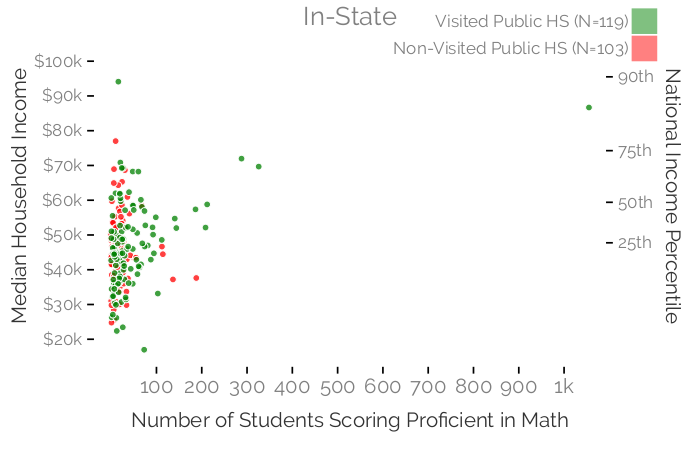 In-State
Visited Public HS (N=119)
Non-Visited Public HS (N=103)
Median Household Income
$100k
$90k
$80k
$70k
$60k
$50k
$40k
$30k
$20k
90th
75th
50th
25th
National Income Percentile
100 200 300 400 500 600 700 800 900 1k
Number of Students Scoring Proficient in Math